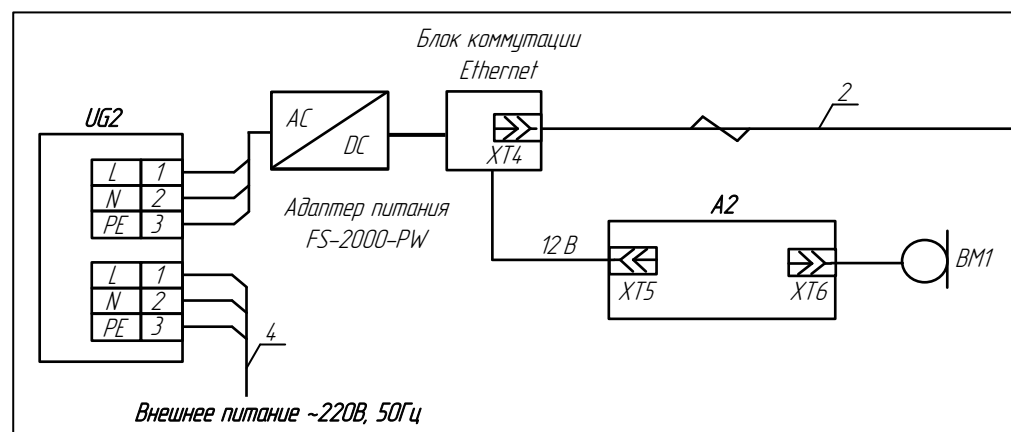 Блок коммутации
Ethernet
2
UG2
AC
DC
XT4
L 1
N 2
PE 3
Адаптер питания
FS-2000-PW
A2
12 В
XT5
XT6
BM1
L 1
N 2
PE 3
4
Внешнее питание ~220В, 50Гц